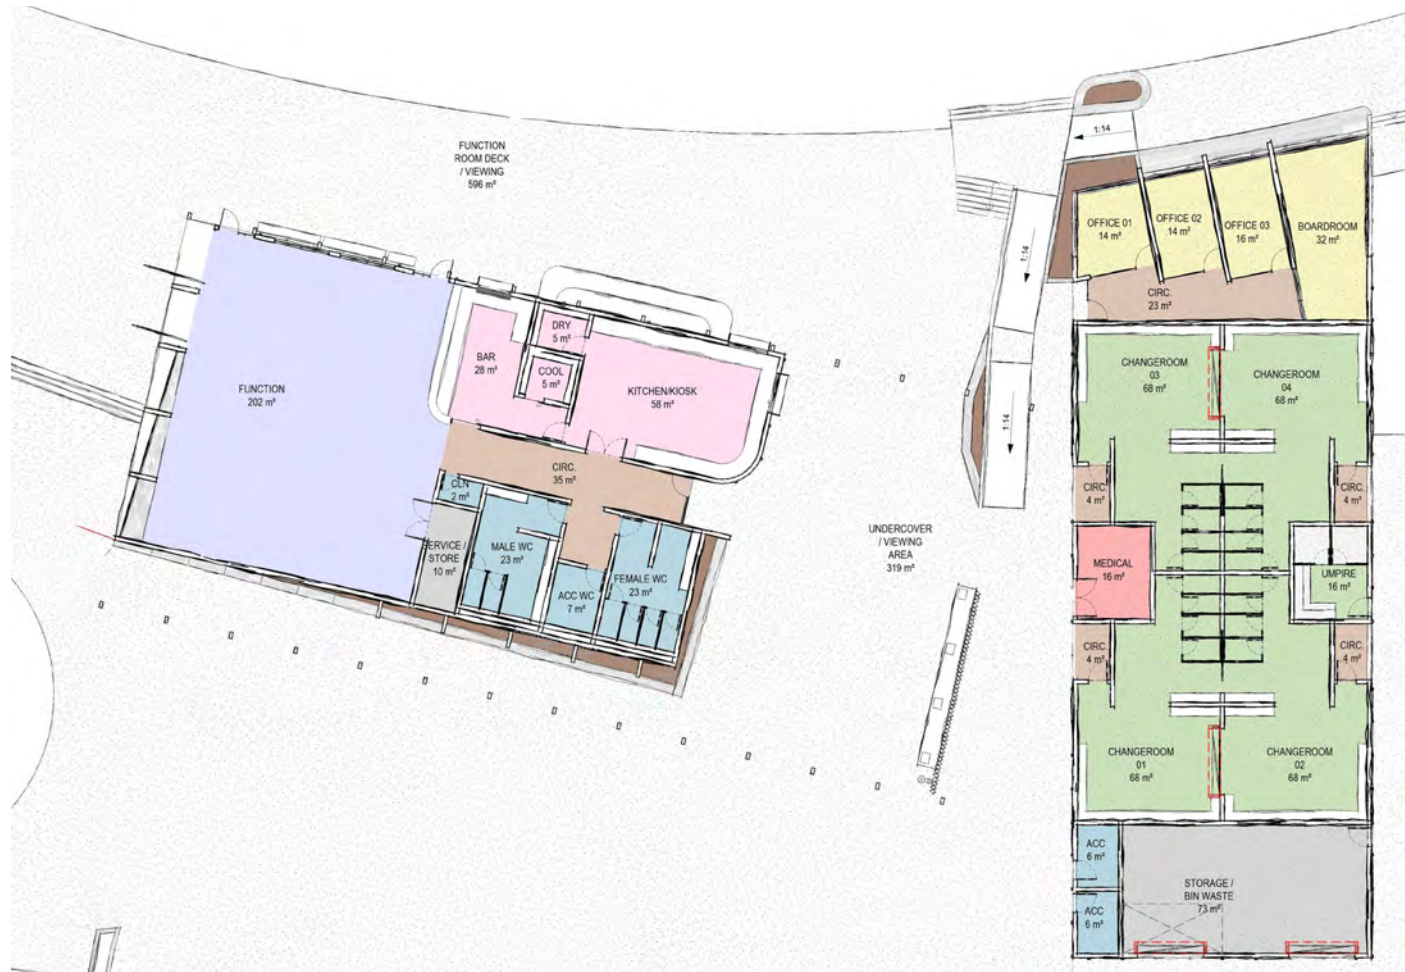 FUNCTION
ROOM DECK
/ VIEWING
596 m²
1:14
OFFICE 01
14 m²
OFFICE 02
14 m²
OFFICE 03
16 m²
BOARDROOM
32 m²
1:14
CIRC.
23 m²
DRY
5 m²
BAR
28 m²
COOL
5 m²
KITCHEN/KIOSK
58 m²
FUNCTION
202 m²
1:14
CHANGEROOM
03
68 m²
CHANGEROOM
04
68 m²
CIRC.
35 m²
CLN
2 m²
CIRC.
4 m²
CIRC.
4 m²
UNDERCOVER
/ VIEWING
AREA
319 m²
SERVICE /
STORE
10 m²
MALE WC
23 m²
ACC WC
7 m²
FEMALE WC
23 m²
MEDICAL
16 m²
UMPIRE
16 m²
CIRC.
4 m²
CIRC.
4 m²
CHANGEROOM
01
68 m²
CHANGEROOM
02
68 m²
ACC
6 m²
STORAGE /
BIN WASTE
73 m²
ACC
6 m²